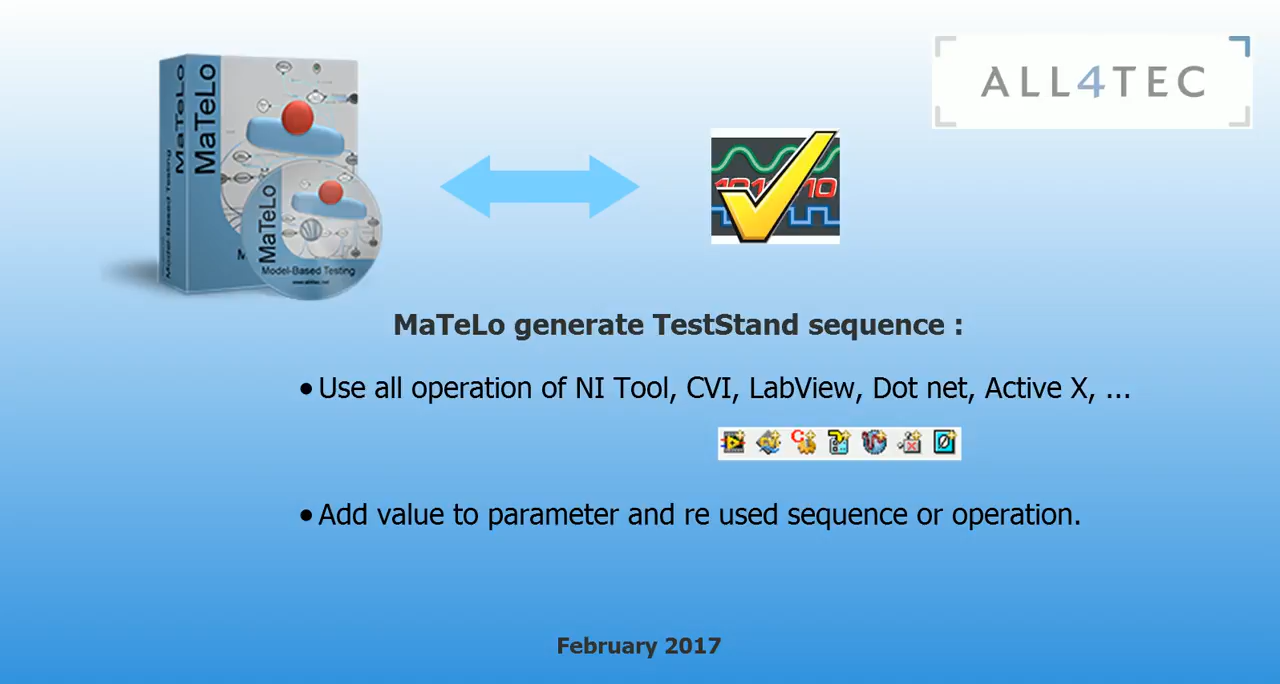 ALL4TEC
MaTeLo
MaTeLo
Model-Based Testing
MaTeLo
Model-Based Testing
MaTeLo generate TestStand sequence :
•Use all operation of NI Tool, CVI, LabView, Dot net, Active X, ...
•Add value to parameter and re used sequence or operation.
February 2017